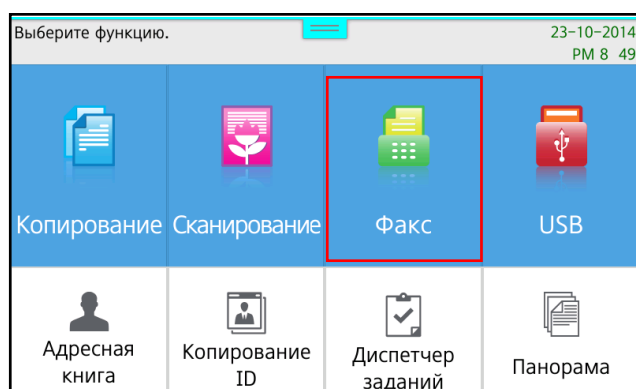 Выберите функцию.
23-10-2014
PM 8 49
Копирование
Сканирование
Факс
USB
Адресная
книга
Копирование
ID
Диспетчер
заданий
Панорама